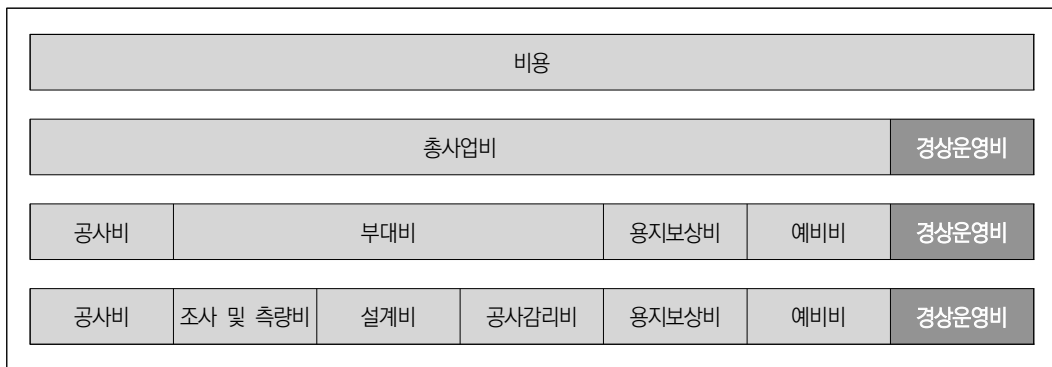 비용
총사업비 경상운영비
공사비 부대비 용지보상비 예비비 경상운영비
공사비 조사 및 측량비 설계비 공사감리비 용지보상비 예비비 경상운영비